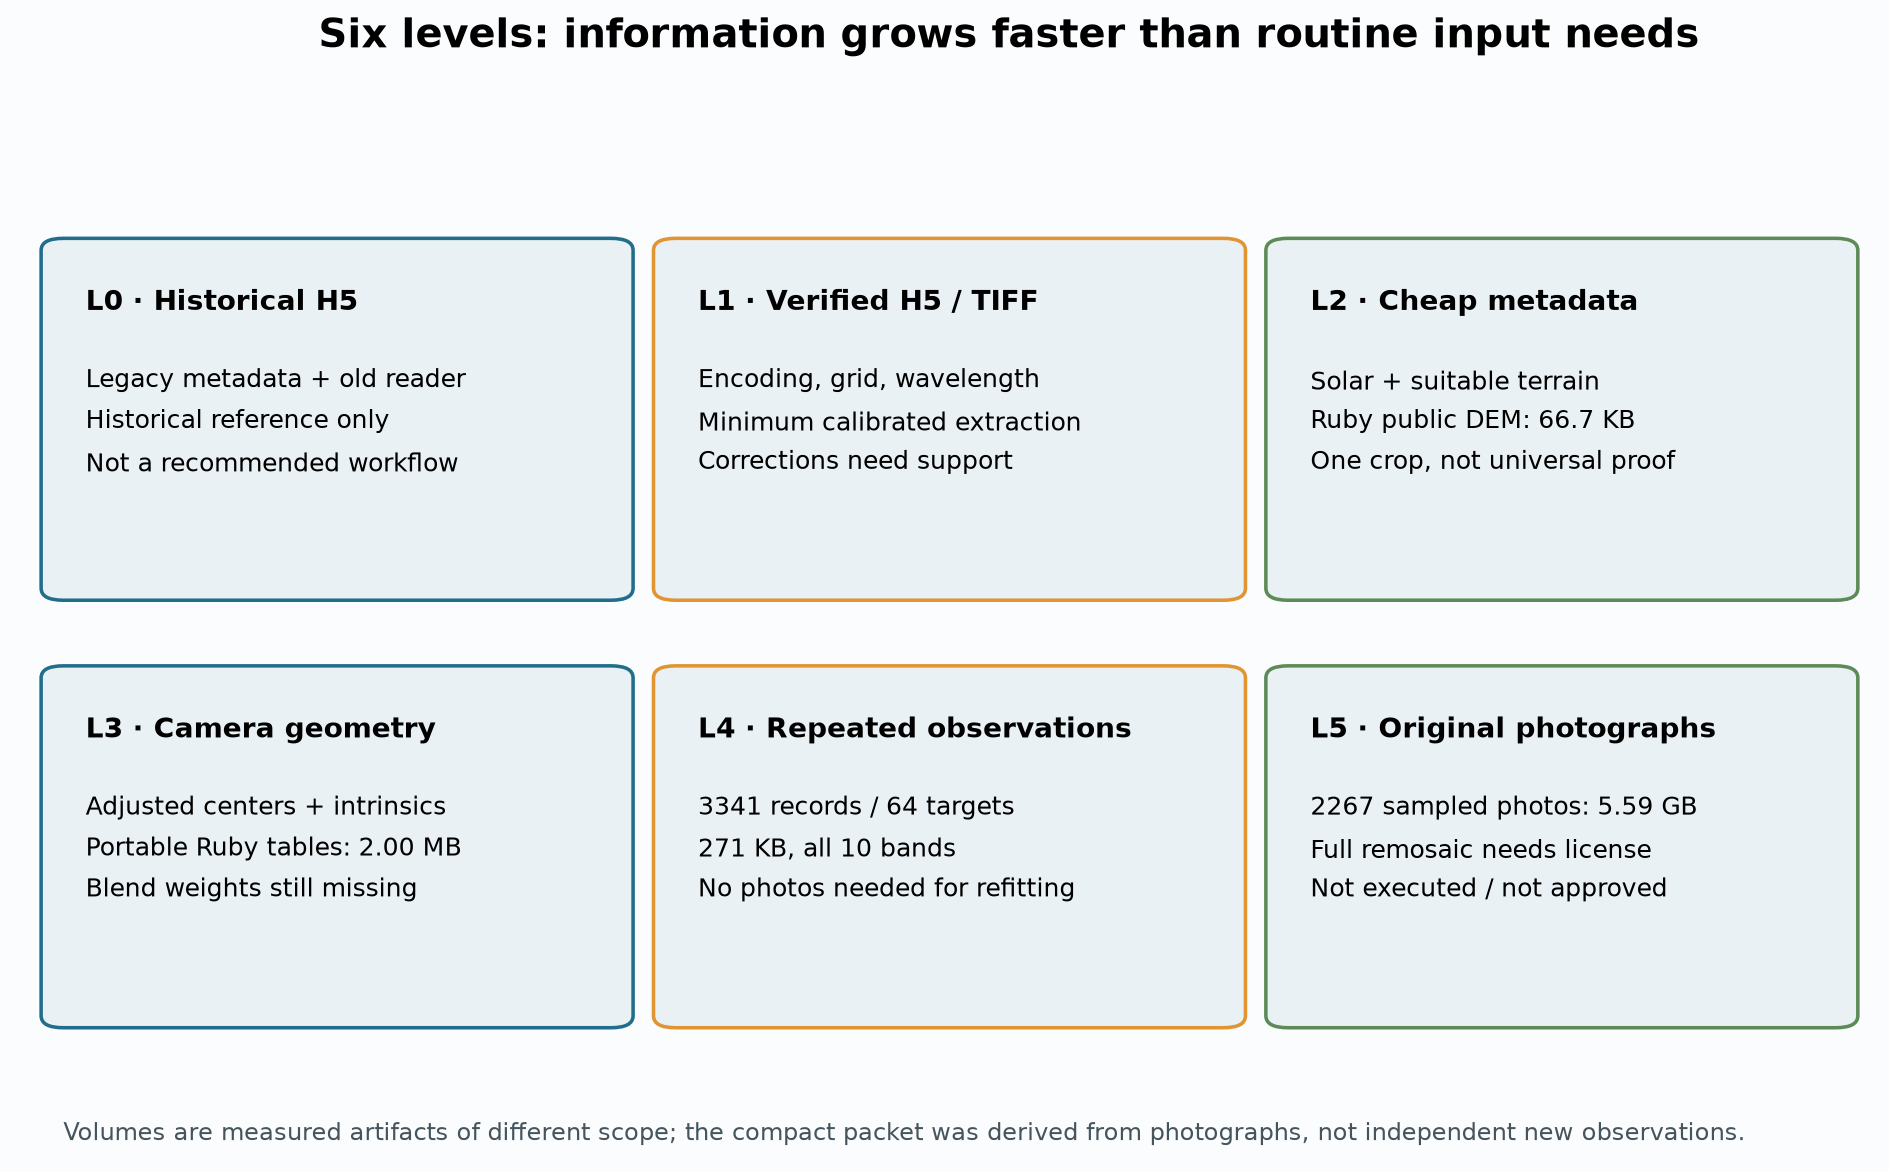 Six levels: information grows faster than routine input needs
L0 · Historical H5
Legacy metadata + old reader
Historical reference only
Not a recommended workflow
L1 · Verified H5 / TIFF
Encoding, grid, wavelength
Minimum calibrated extraction
Corrections need support
L2 · Cheap metadata
Solar + suitable terrain
Ruby public DEM: 66.7 KB
One crop, not universal proof
L3 · Camera geometry
Adjusted centers + intrinsics
Portable Ruby tables: 2.00 MB
Blend weights still missing
L4 · Repeated observations
3341 records / 64 targets
271 KB, all 10 bands
No photos needed for refitting
L5 · Original photographs
2267 sampled photos: 5.59 GB
Full remosaic needs license
Not executed / not approved
Volumes are measured artifacts of different scope; the compact packet was derived from photographs, not independent new observations.